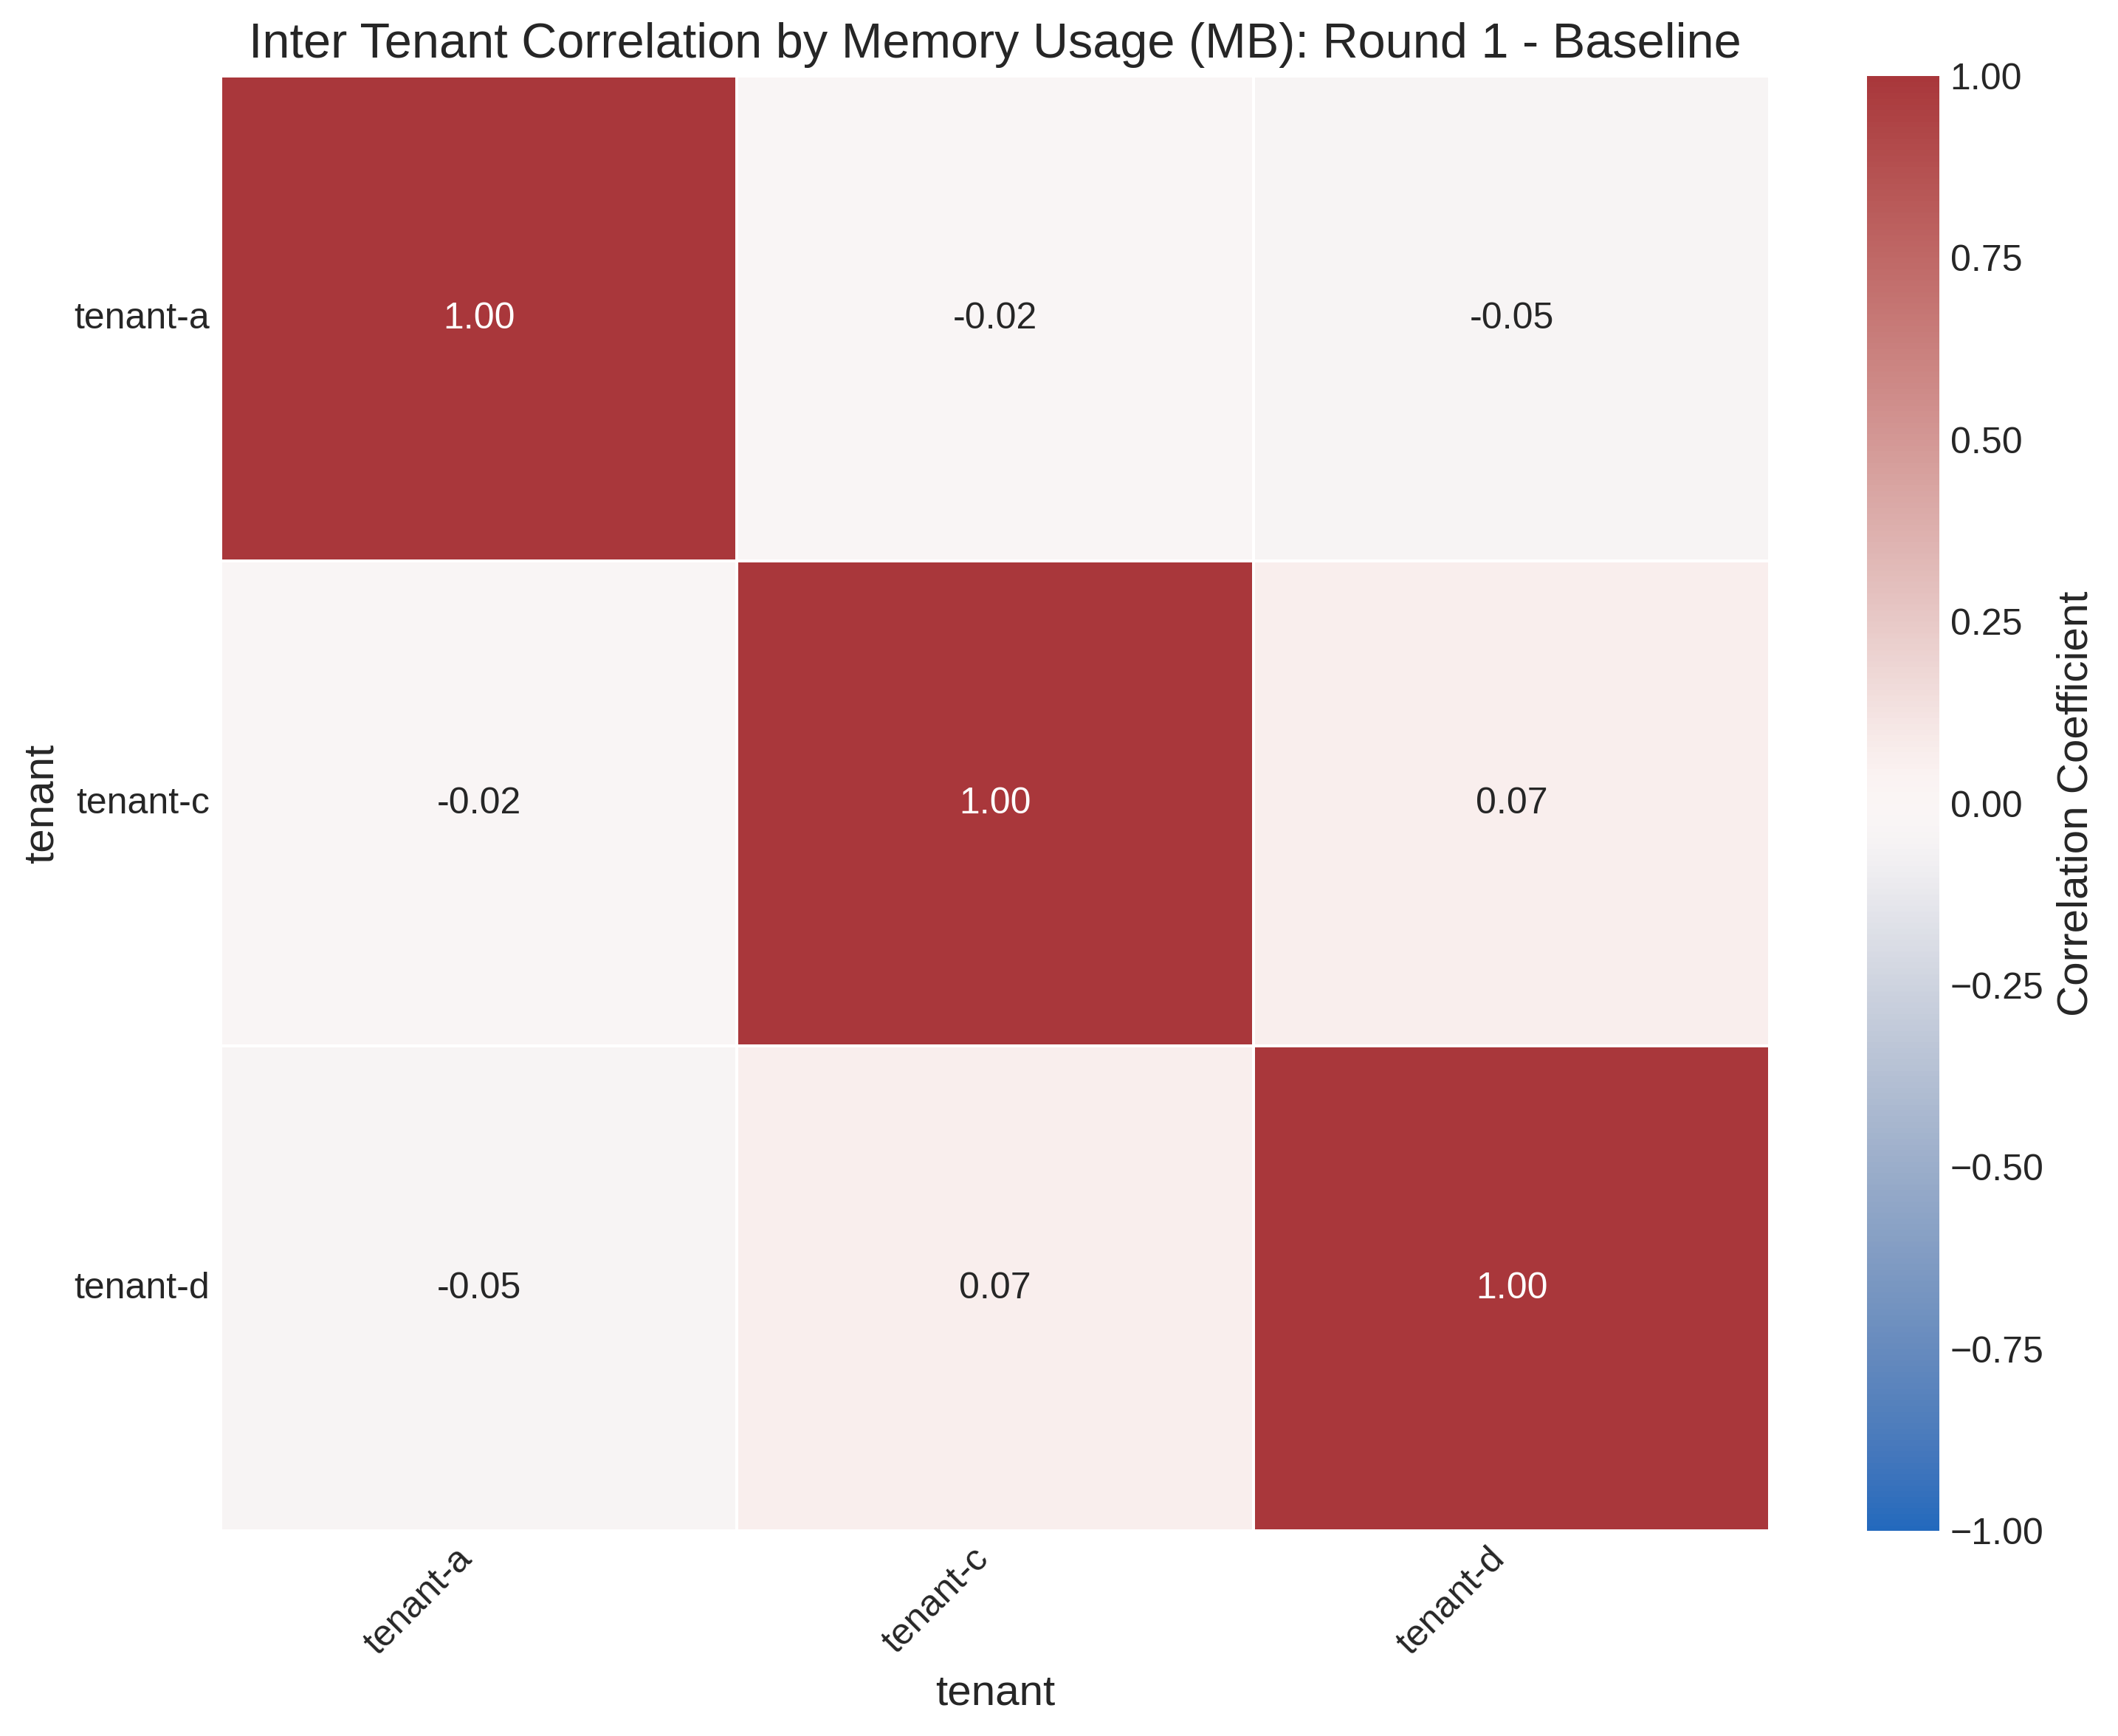 Inter Tenant Correlation by Memory Usage (MB): Round 1 - Baseline
tenant
tenant-a
1.00
-0.02
-0.05
tenant-c
-0.02
1.00
0.07
tenant-d
-0.05
0.07
1.00
tenant-a
tenant-c
tenant-d
tenant
1.00
0.75
0.50
0.25
0.00
−0.25
−0.50
−0.75
−1.00
Correlation Coefficient